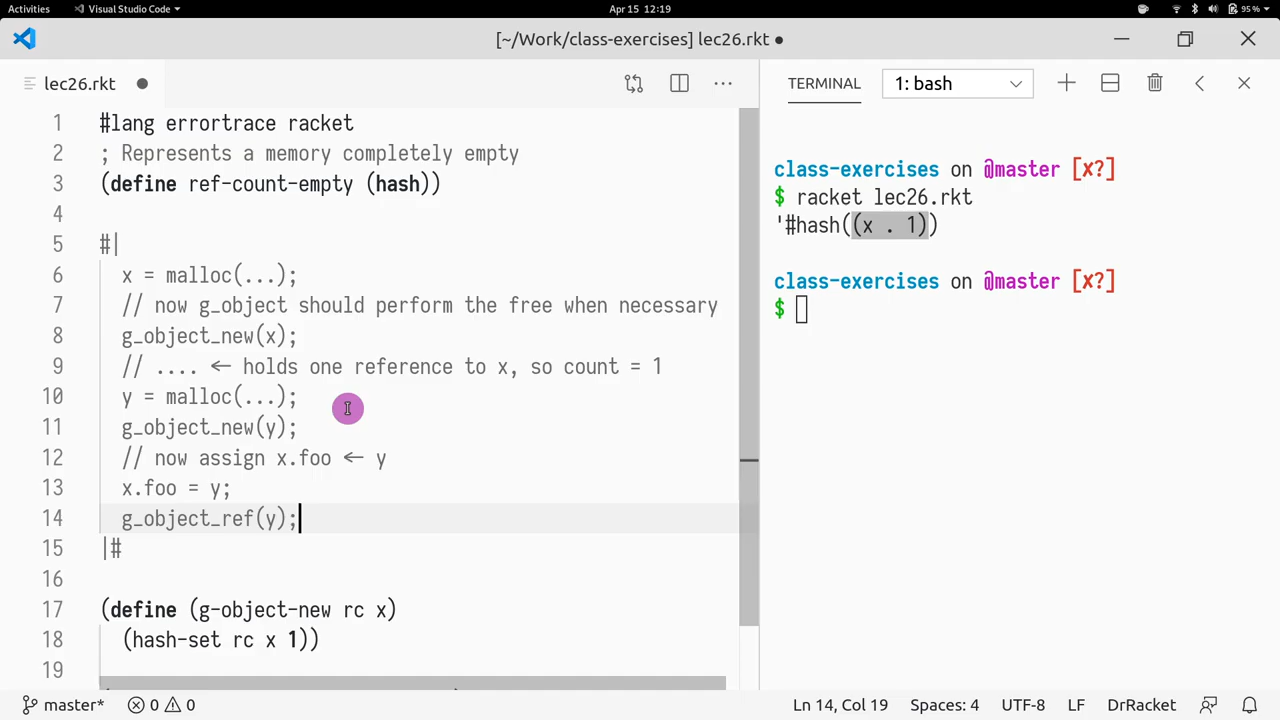 Activities
Visual Studio Code
Apr 15 12:19
95 %
[~/Work/class-exercises] lec26.rkt ●
lec26.rkt ●
TERMINAL
1: bash
1 #lang errortrace racket
2 ; Represents a memory completely empty
3 (define ref-count-empty (hash))
4
5 #|
6 x = malloc(...);
7 // now g_object should perform the free when necessary
8 g_object_new(x);
9 // .... <- holds one reference to x, so count = 1
10 y = malloc(...);
11 g_object_new(y);
12 // now assign x.foo <- y
13 x.foo = y;
14 g_object_ref(y);
15 |#
16
17 (define (g-object-new rc x)
18 (hash-set rc x 1))
19
class-exercises on @master [x?]
$ racket lec26.rkt
'#hash((x . 1))
class-exercises on @master [x?]
$
master*
0
0
Ln 14, Col 19
Spaces: 4
UTF-8
LF
DrRacket